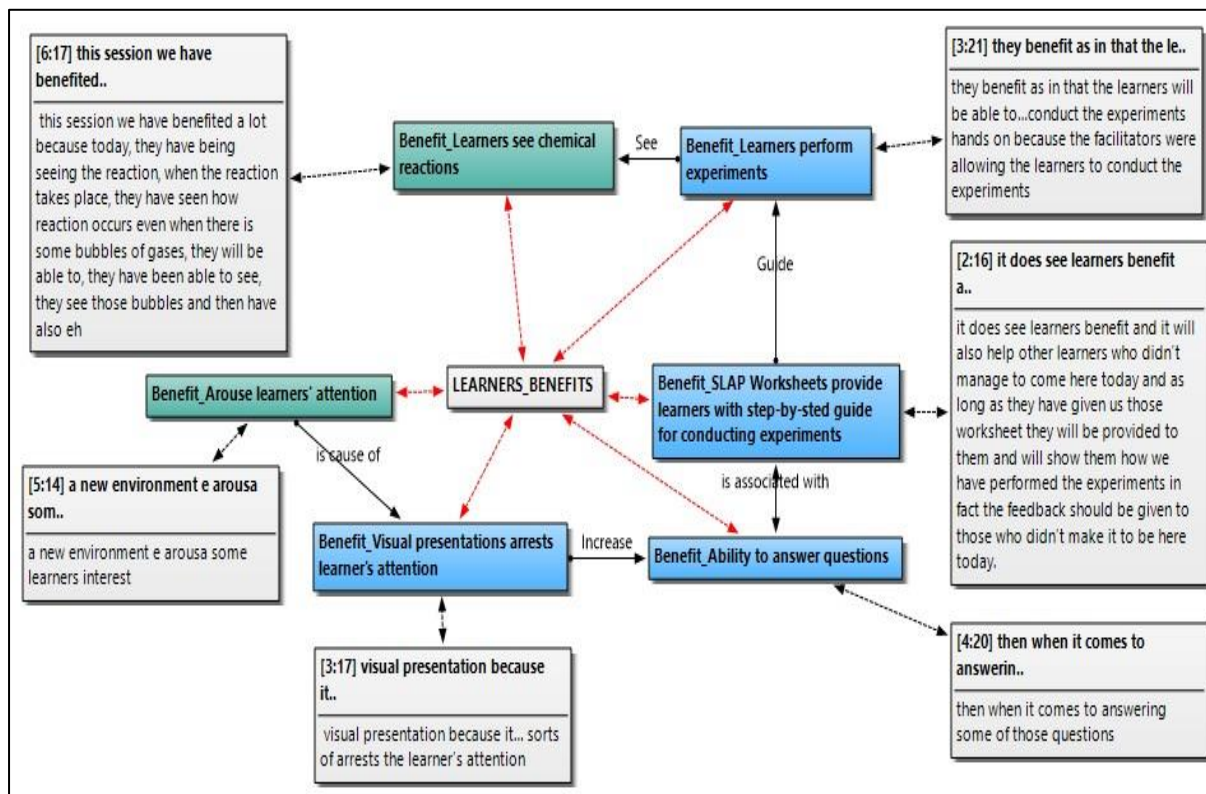 [6:17] this session we have
benefited..
this session we have benefited a lot
because today, they have being
seeing the reaction, when the reaction
takes place, they have seen how
reaction occurs even when there is
some bubbles of gases, they will be
able to, they have been able to see,
they see those bubbles and then have
also eh
[3:21] they benefit as in that the le..
they benefit as in that the learners will
be able to...conduct the experiments
hands on because the facilitators were
allowing the learners to conduct the
experiments
Benefit_Learners see chemical
reactions
See
Benefit_Learners perform
experiments
Guide
[2:16] it does see learners benefit
a..
it does see learners benefit and it will
also help other learners who didn't
manage to come here today and as
long as they have given us those
worksheet they will be provided to
them and will show them how we
have performed the experiments in
fact the feedback should be given to
those who didn't make it to be here
today.
Benefit_Arouse learners' attention
LEARNERS_BENEFITS
Benefit_SLAP Worksheets provide
learners with step-by-sted guide
for conducting experiments
is cause of
is associated with
[5:14] a new environment e arousa
som..
a new environment e arousa some
learners interest
Benefit_Visual presentations arrests
learner's attention
Increase
Benefit_Ability to answer questions
[3:17] visual presentation because
it..
visual presentation because it... sorts
of arrests the learner's attention
[4:20] then when it comes to
answerin..
then when it comes to answering
some of those questions